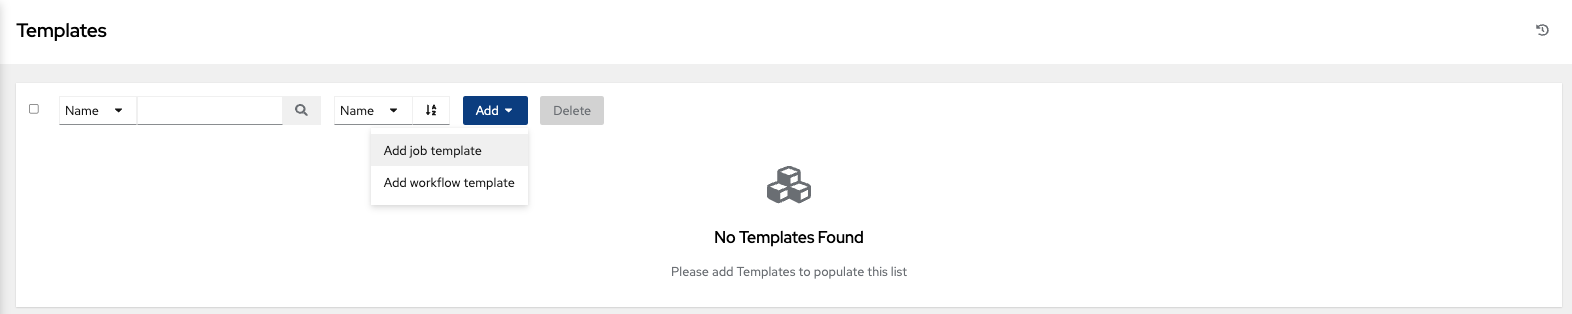 Templates
Name Name Add Delete
Add job template
Add workflow template
No Templates Found
Please add Templates to populate this list